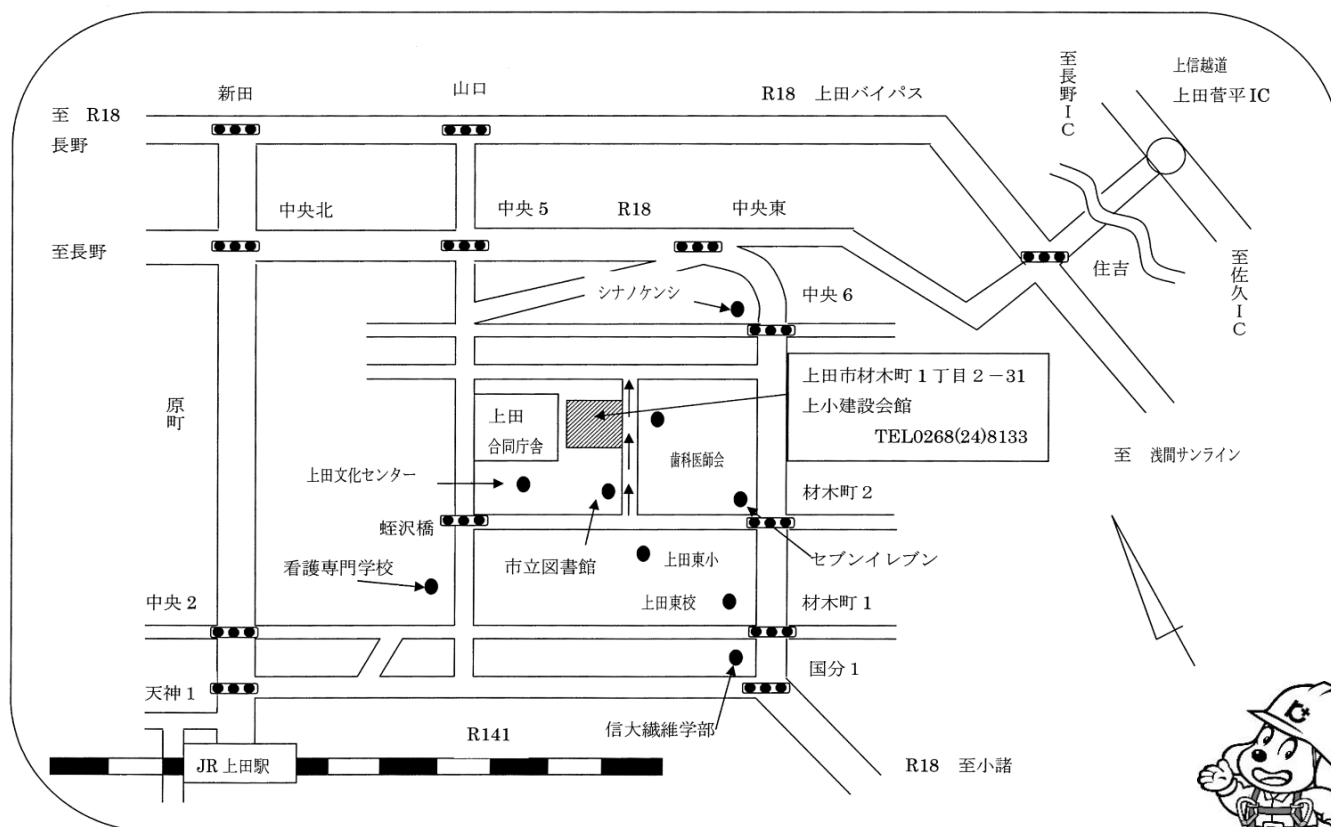 新田
山口
R18 上田バイパス
至長野IC
上信越道
上田菅平IC
至 R18
長野
中央北
中央5
R18
中央東
至長野
住吉
至佐久IC
シナノケンシ
中央6
原町
上田
合同庁舎
上田市材木町1丁目2－31
上小建設会館
TEL0268(24)8133
歯科医師会
至 浅間サンライン
上田文化センター
材木町2
蛭沢橋
看護専門学校
市立図書館
上田東小
セブンイレブン
中央2
上田東校
材木町1
天神1
国分1
信大繊維学部
R141
JR上田駅
R18 至小諸